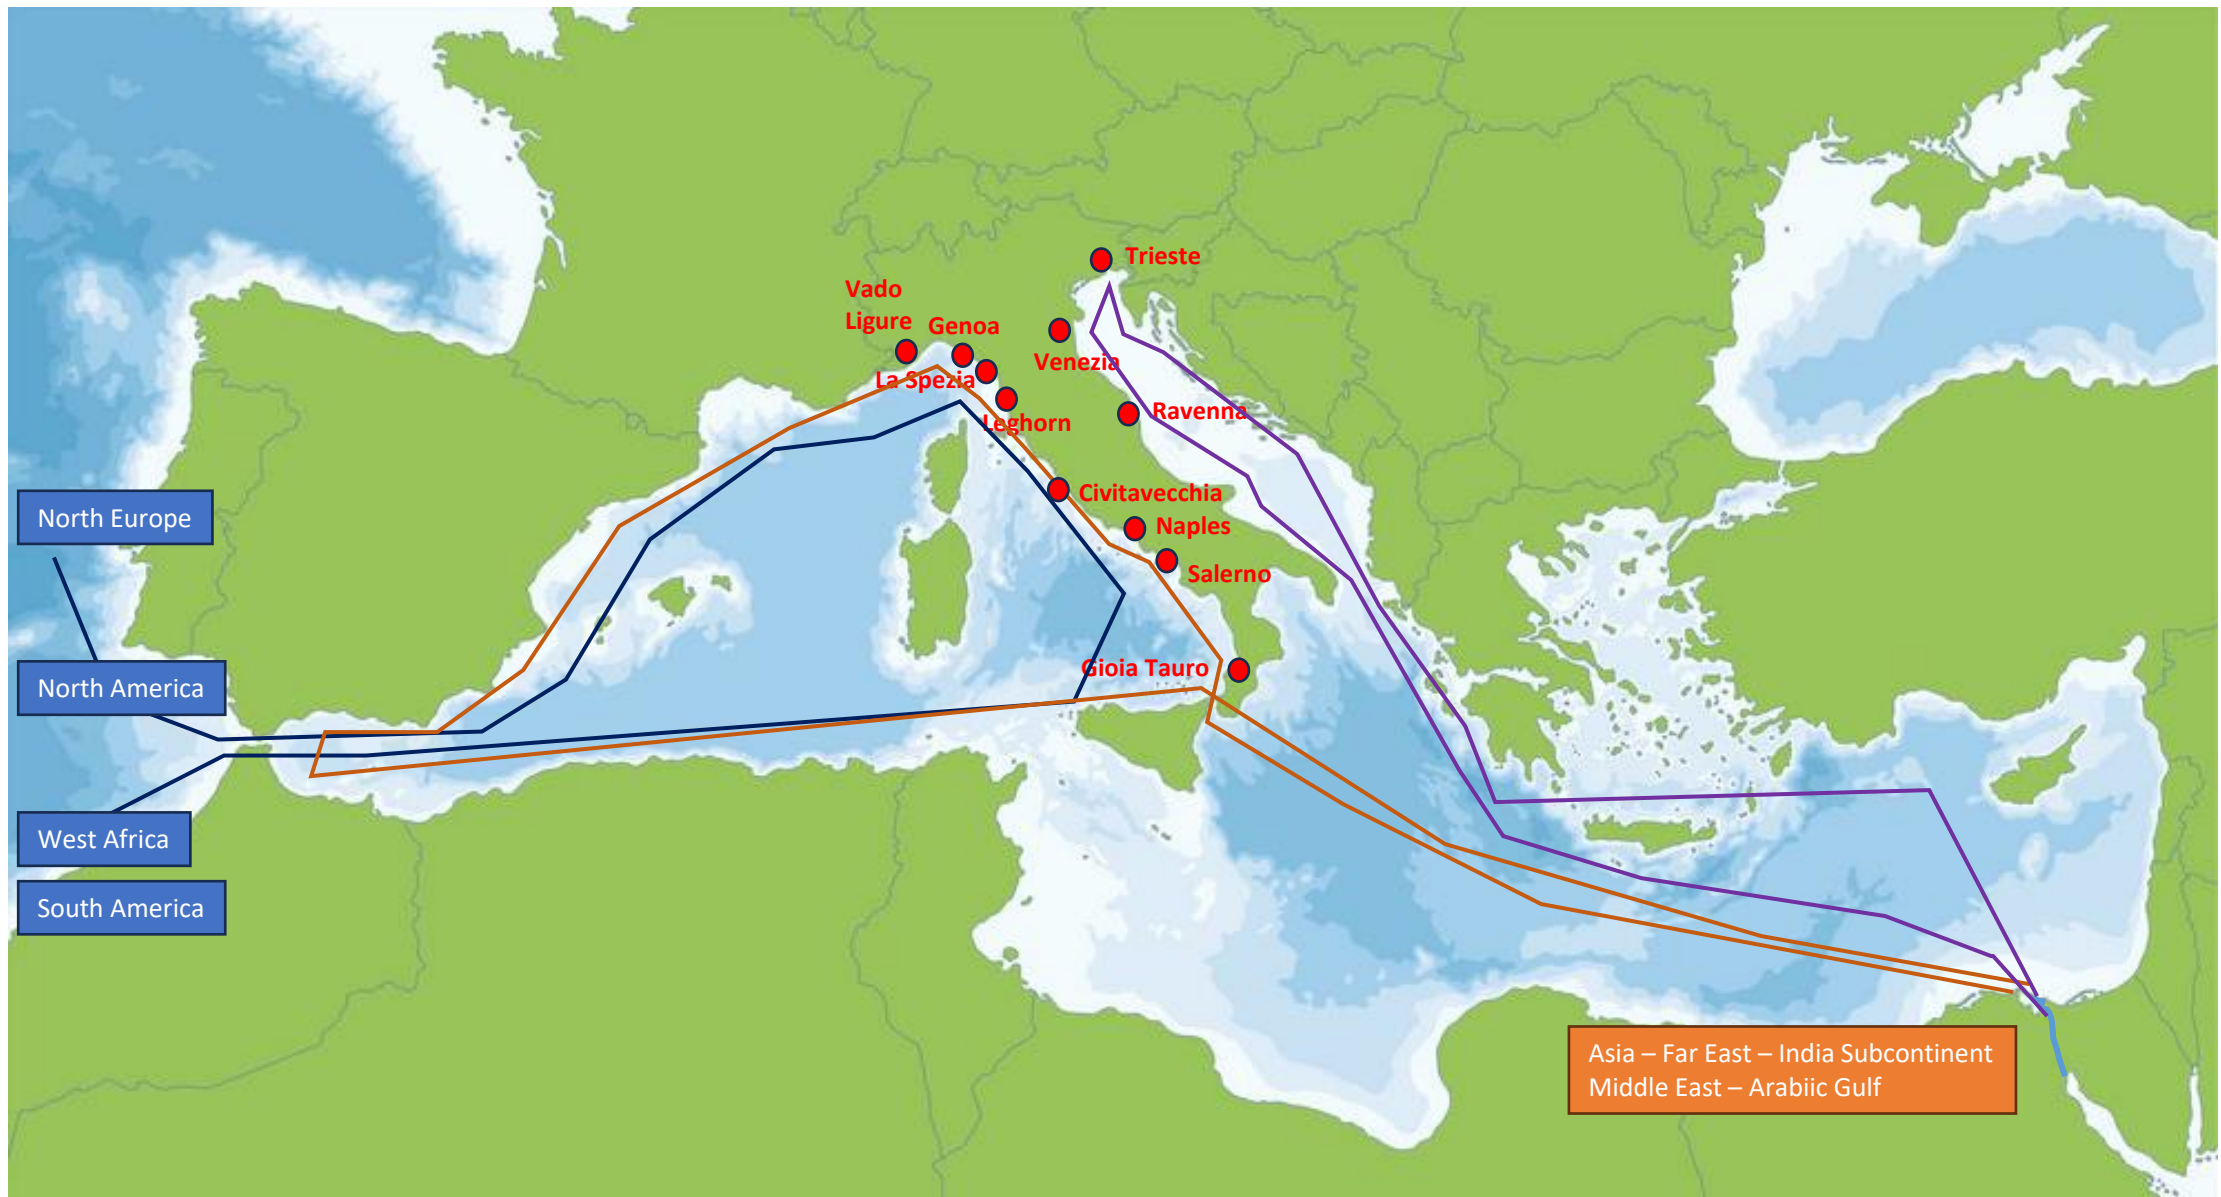 Trieste
Vado
Ligure
Genoa
Venezia
La Spezia
Ravenna
Leghorn
Civitavecchia
Naples
Salerno
Gioia Tauro
North Europe
North America
West Africa
South America
Asia – Far East – India Subcontinent
Middle East – Arabiic Gulf